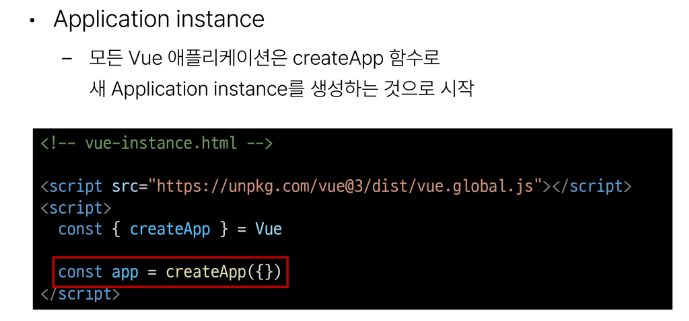 • Application instance
– 모든 Vue 애플리케이션은 createApp 함수로
새 Application instance를 생성하는 것으로 시작
<!-- vue-instance.html -->
<script src="https://unpkg.com/vue@3/dist/vue.global.js"></script>
<script>
const { createApp } = Vue
const app = createApp({})
</script>